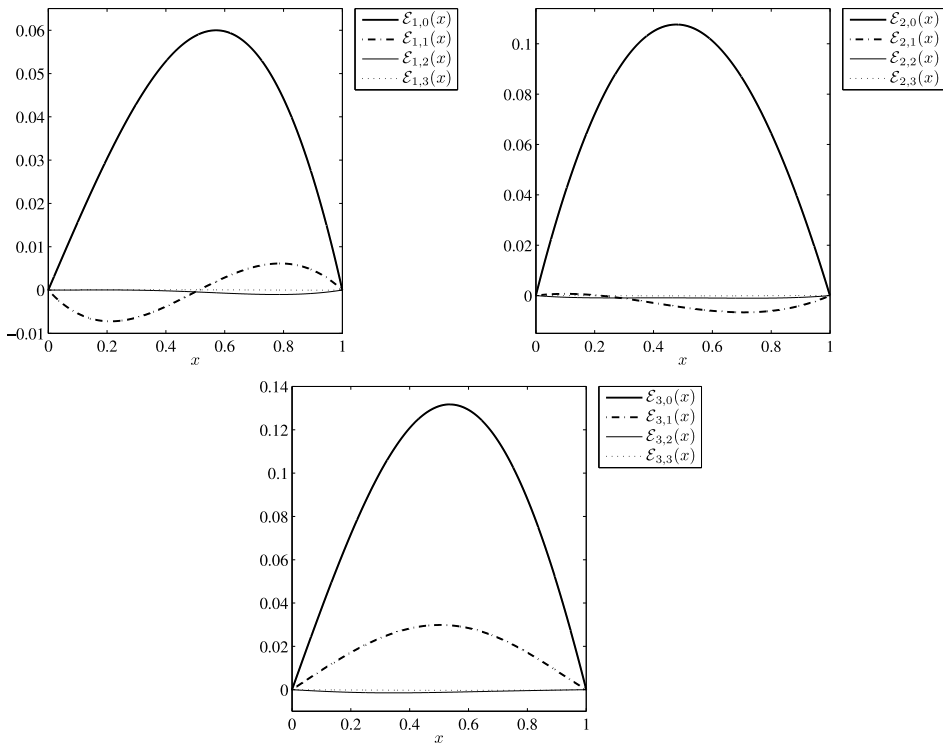 0.06
0.05
0.04
0.03
0.02
0.01
0
−0.01
0
0.2
0.4
0.6
0.8
1
x
ℰ1,0(x)
ℰ1,1(x)
ℰ1,2(x)
ℰ1,3(x)
0.1
0.08
0.06
0.04
0.02
0
0
0.2
0.4
0.6
0.8
1
x
ℰ2,0(x)
ℰ2,1(x)
ℰ2,2(x)
ℰ2,3(x)
0.14
0.12
0.1
0.08
0.06
0.04
0.02
0
0
0.2
0.4
0.6
0.8
1
x
ℰ3,0(x)
ℰ3,1(x)
ℰ3,2(x)
ℰ3,3(x)